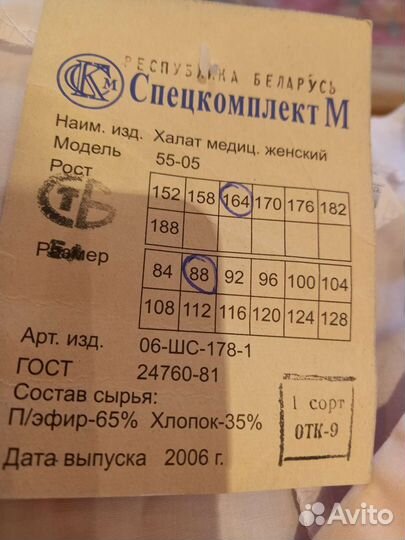 РЕСПУБЛИКА БЕЛАРУСЬ
СКМ Спецкомплект М
Наим. изд. Халат медиц. женский
Модель 55-05
Рост
152 158 164 170 176 182
188
Размер
84 88 92 96 100 104
108 112 116 120 124 128
Арт. изд. 06-ШС-178-1
ГОСТ 24760-81
Состав сырья:
П/эфир-65% Хлопок-35%
1 сорт
ОТК-9
Дата выпуска 2006 г.
Avito